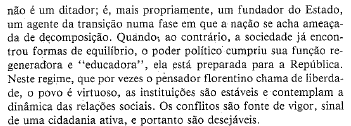 não é um ditador; é, mais propriamente, um fundador do Estado,
um agente da transição numa fase em que a nação se acha ameaça-
da de decomposição. Quando, ao contrário, a sociedade já encon-
trou formas de equilíbrio, o poder político cumpriu sua função re-
generadora e "educadora", ela está preparada para a República.
Neste regime, que por vezes o pensador florentino chama de liberda-
de, o povo é virtuoso, as instituições são estáveis e contemplam a
dinâmica das relações sociais. Os conflitos são fonte de vigor, sinal
de uma cidadania ativa, e portanto são desejáveis.